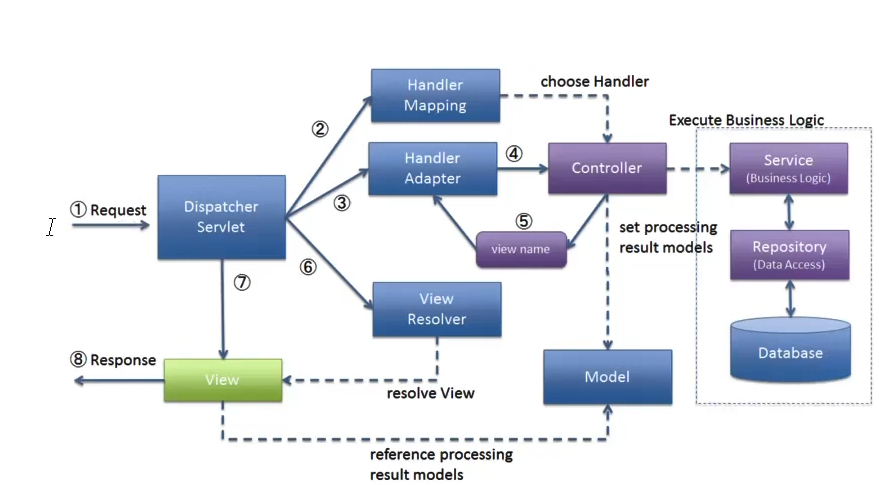 choose Handler
Handler
Mapping
②
Execute Business Logic
Handler
Adapter
④
Controller
Service
(Business Logic)
① Request
Dispatcher
Servlet
③
⑤
view name
set processing
result models
Repository
(Data Access)
⑥
⑦
View
Resolver
⑧ Response
View
resolve View
Model
Database
reference processing
result models